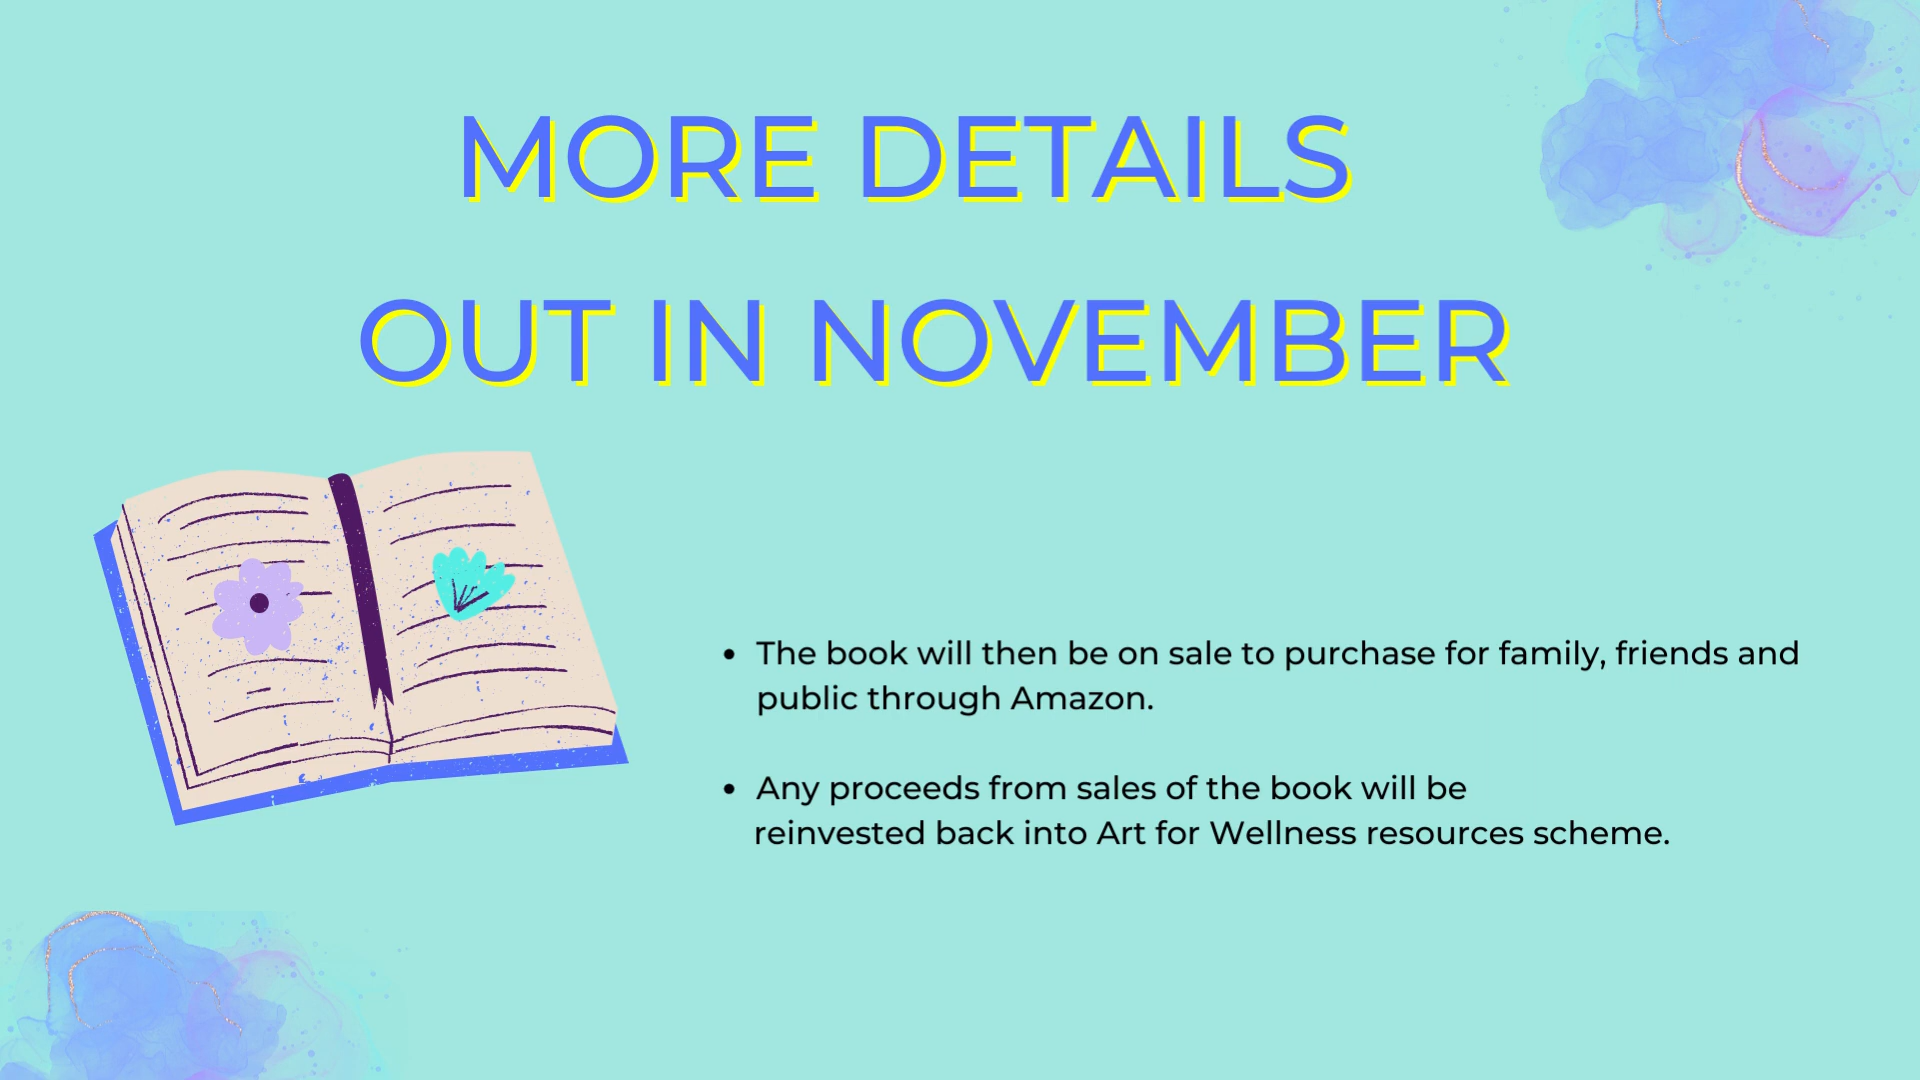 MORE DETAILS
OUT IN NOVEMBER
• The book will then be on sale to purchase for family, friends and
public through Amazon.
• Any proceeds from sales of the book will be
reinvested back into Art for Wellness resources scheme.